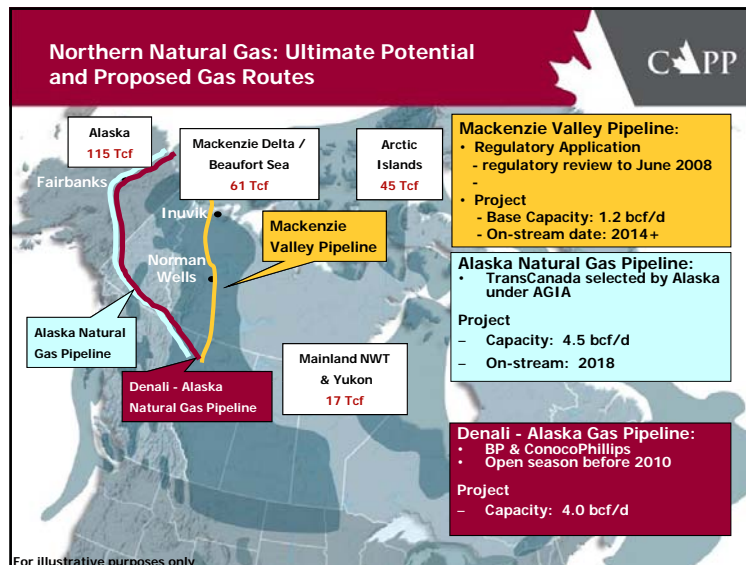 Northern Natural Gas: Ultimate Potential
and Proposed Gas Routes
CAPP
Alaska
115 Tcf
Mackenzie Delta /
Beaufort Sea
61 Tcf
Arctic
Islands
45 Tcf
Fairbanks
Inuvik
Norman
Wells
Mackenzie
Valley Pipeline
Alaska Natural
Gas Pipeline
Denali - Alaska
Natural Gas Pipeline
Mainland NWT
& Yukon
17 Tcf
Mackenzie Valley Pipeline:
• Regulatory Application
- regulatory review to June 2008
-
• Project
- Base Capacity: 1.2 bcf/d
- On-stream date: 2014+
Alaska Natural Gas Pipeline:
• TransCanada selected by Alaska
under AGIA
Project
– Capacity: 4.5 bcf/d
– On-stream: 2018
Denali - Alaska Gas Pipeline:
• BP & ConocoPhillips
• Open season before 2010
Project
– Capacity: 4.0 bcf/d
For illustrative purposes only